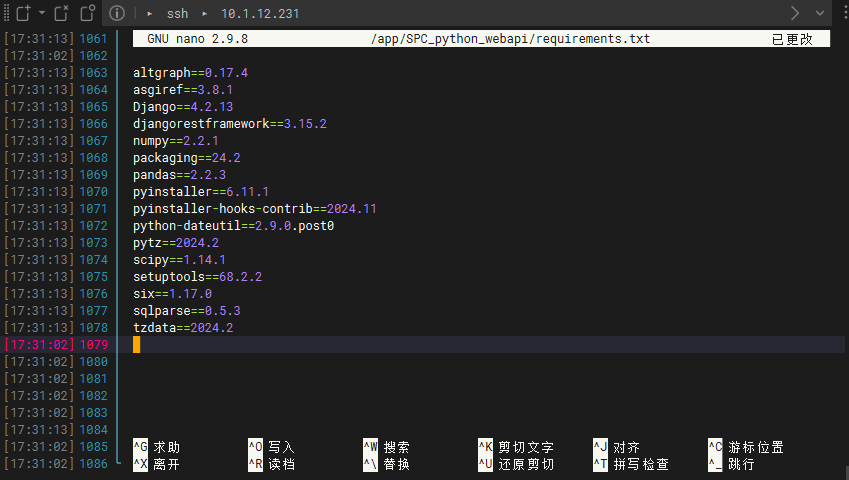 ssh ▸ 10.1.12.231
[17:31:13] 1061 GNU nano 2.9.8 /app/SPC_python_webapi/requirements.txt 已更改
[17:31:02] 1062
[17:31:13] 1063 altgraph==0.17.4
[17:31:13] 1064 asgiref==3.8.1
[17:31:13] 1065 Django==4.2.13
[17:31:13] 1066 djangorestframework==3.15.2
[17:31:13] 1067 numpy==2.2.1
[17:31:13] 1068 packaging==24.2
[17:31:13] 1069 pandas==2.2.3
[17:31:13] 1070 pyinstaller==6.11.1
[17:31:13] 1071 pyinstaller-hooks-contrib==2024.11
[17:31:13] 1072 python-dateutil==2.9.0.post0
[17:31:13] 1073 pytz==2024.2
[17:31:13] 1074 scipy==1.14.1
[17:31:13] 1075 setuptools==68.2.2
[17:31:13] 1076 six==1.17.0
[17:31:13] 1077 sqlparse==0.5.3
[17:31:13] 1078 tzdata==2024.2
[17:31:02] 1079
[17:31:02] 1080
[17:31:02] 1081
[17:31:02] 1082
[17:31:02] 1083
[17:31:13] 1084
[17:31:02] 1085 ^G 求助 ^O 写入 ^W 搜索 ^K 剪切文字 ^J 对齐 ^C 游标位置
[17:31:02] 1086 ^X 离开 ^R 读档 ^\ 替换 ^U 还原剪切 ^T 拼写检查 ^_ 跳行